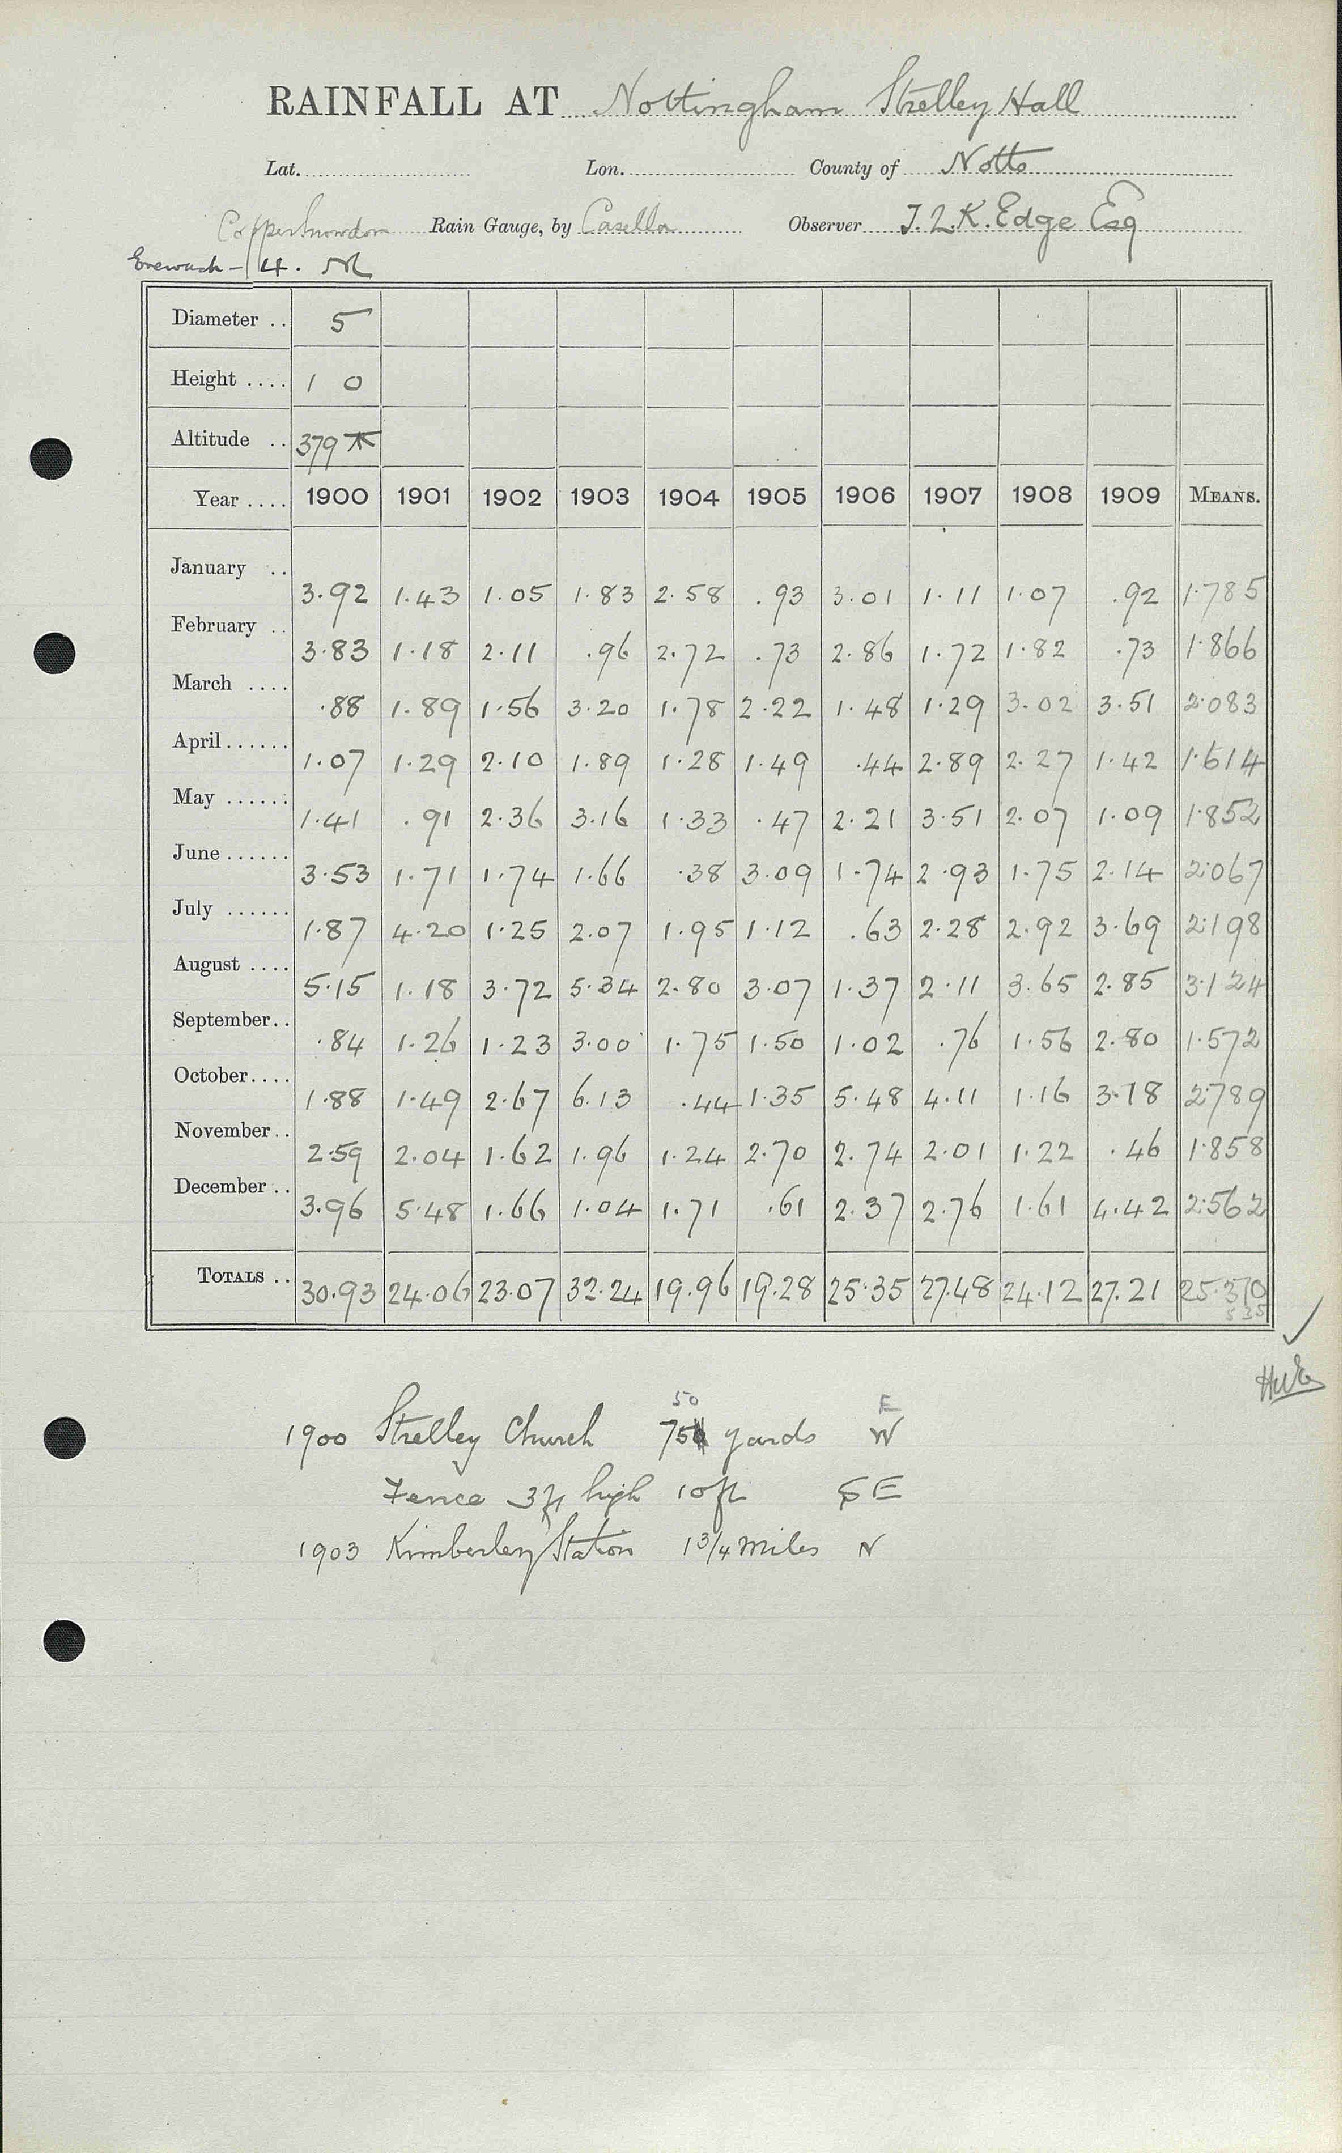 RAINFALL AT Nottingham Strelley Hall
Lat. Lon. County of Notts
Copper Snowdon Rain Gauge, by Casella Observer J. L. K. Edge Esq
Erewash - 4. M
Diameter .. 5
Height .... 1 0
Altitude .. 379
Year .... 1900 1901 1902 1903 1904 1905 1906 1907 1908 1909 MEANS.
January .. 3.92 1.43 1.05 1.83 2.58 .93 3.01 1.11 1.07 .92 1.785
February .. 3.83 1.18 2.11 .96 2.72 .73 2.86 1.72 1.82 .73 1.866
March .... .88 1.89 1.56 3.20 1.78 2.22 1.48 1.29 3.02 3.51 2.083
April...... 1.07 1.29 2.10 1.89 1.28 1.49 .44 2.89 2.27 1.42 1.614
May ...... 1.41 .91 2.36 3.16 1.33 .47 2.21 3.51 2.07 1.09 1.852
June...... 3.53 1.71 1.74 1.66 .38 3.09 1.74 2.93 1.75 2.14 2.067
July ...... 1.87 4.20 1.25 2.07 1.95 1.12 .63 2.28 2.92 3.69 2.198
August .... 5.15 1.18 3.72 5.34 2.80 3.07 1.37 2.11 3.65 2.85 3.124
September.. .84 1.26 1.23 3.00 1.75 1.50 1.02 .76 1.56 2.80 1.572
October.... 1.88 1.49 2.67 6.13 .44 1.35 5.48 4.11 1.16 3.18 2.789
November.. 2.59 2.04 1.62 1.96 1.24 2.70 2.74 2.01 1.22 .46 1.858
December.. 3.96 5.48 1.66 1.04 1.71 .61 2.37 2.76 1.61 4.42 2.562
TOTALS .. 30.93 24.06 23.07 32.24 19.96 19.28 25.35 27.48 24.12 27.21 25.370
50 E
1900 Strelley Church 75 yards W
Fence 3ft high 10ft SE
1903 Kimberley Station 1 3/4 miles N